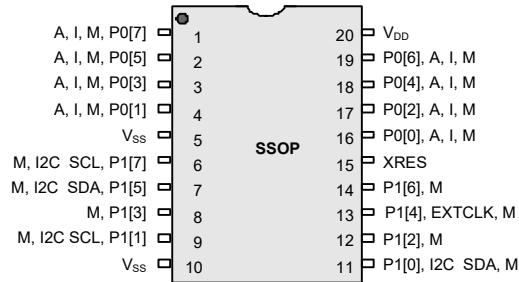 A, I, M, P0[7] 1 20 VDD
A, I, M, P0[5] 2 19 P0[6], A, I, M
A, I, M, P0[3] 3 18 P0[4], A, I, M
A, I, M, P0[1] 4 17 P0[2], A, I, M
VSS 5 16 P0[0], A, I, M
SSOP
M, I2C SCL, P1[7] 6 15 XRES
M, I2C SDA, P1[5] 7 14 P1[6], M
M, P1[3] 8 13 P1[4], EXTCLK, M
M, I2C SCL, P1[1] 9 12 P1[2], M
VSS 10 11 P1[0], I2C SDA, M